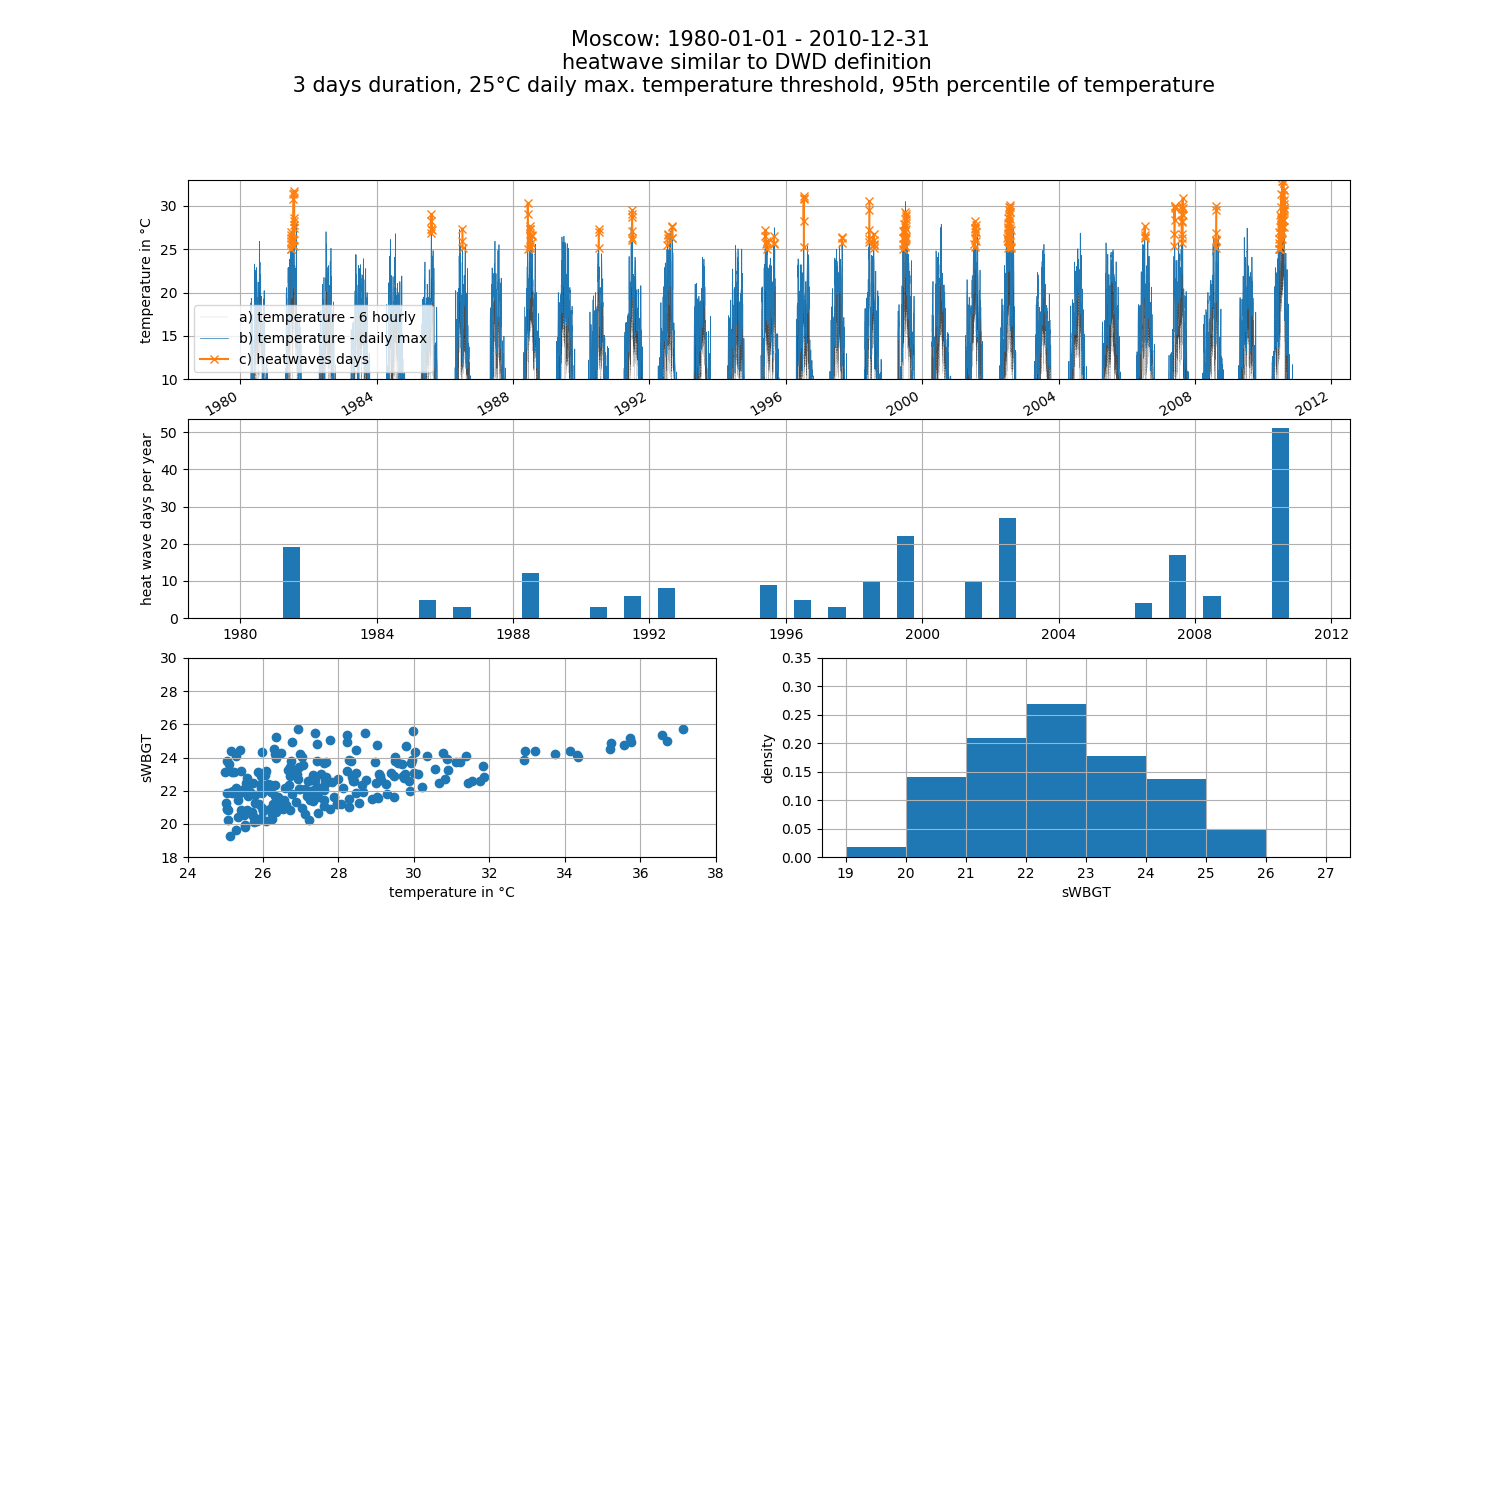 Moscow: 1980-01-01 - 2010-12-31
heatwave similar to DWD definition
3 days duration, 25°C daily max. temperature threshold, 95th percentile of temperature
temperature in °C
30
25
20
15
10
a) temperature - 6 hourly
b) temperature - daily max
c) heatwaves days
1980 1984 1988 1992 1996 2000 2004 2008 2012
heat wave days per year
50
40
30
20
10
0
1980 1984 1988 1992 1996 2000 2004 2008 2012
sWBGT
30
28
26
24
22
20
18
24 26 28 30 32 34 36 38
temperature in °C
density
0.35
0.30
0.25
0.20
0.15
0.10
0.05
0.00
19 20 21 22 23 24 25 26 27
sWBGT